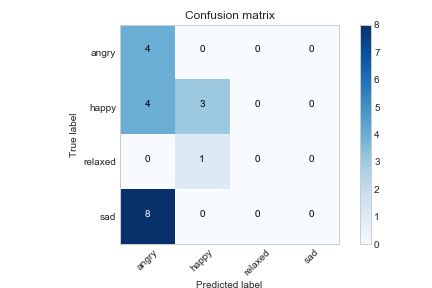 Confusion matrix
True label
angry 4 0 0 0
happy 4 3 0 0
relaxed 0 1 0 0
sad 8 0 0 0
angry happy relaxed sad
Predicted label
8
7
6
5
4
3
2
1
0